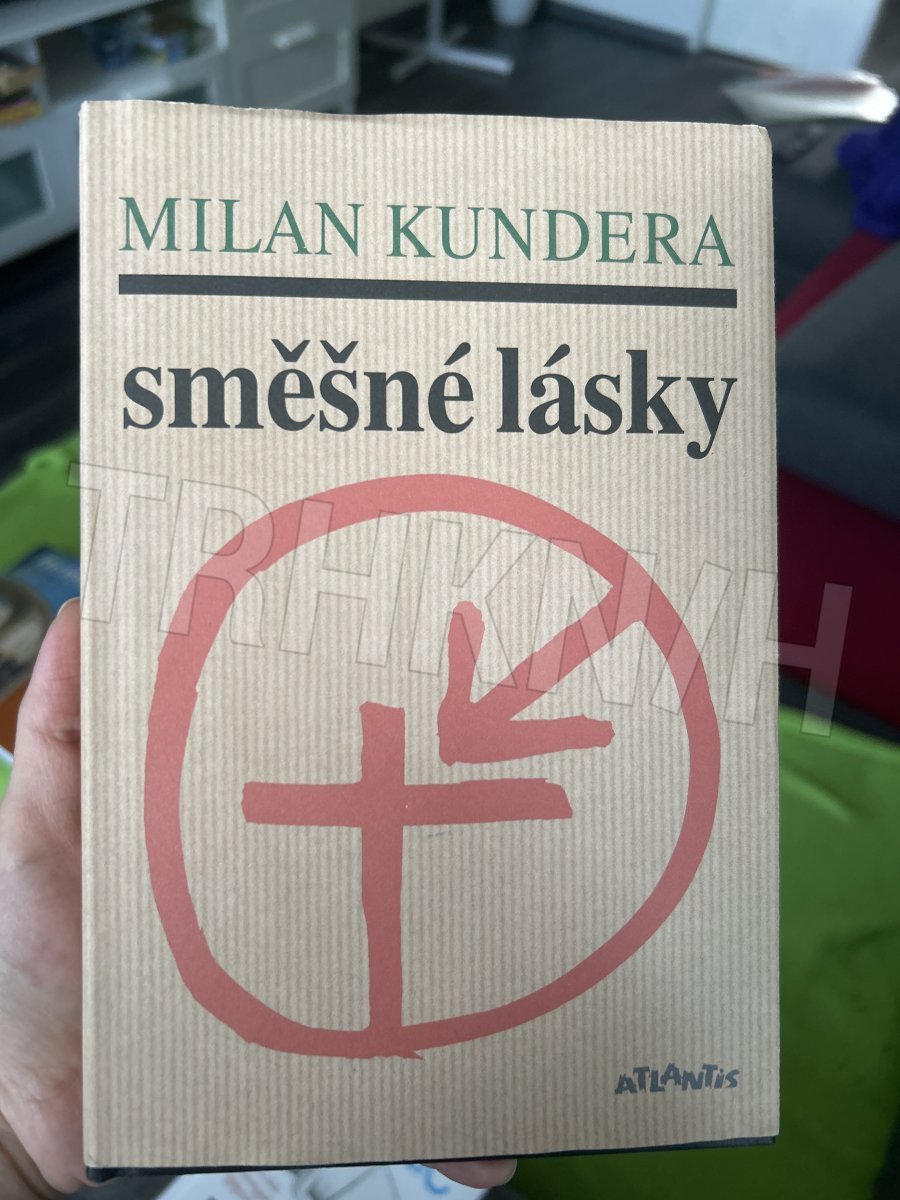 MILAN KUNDERA
směšné lásky
TRHKNIH
ATLANTIS